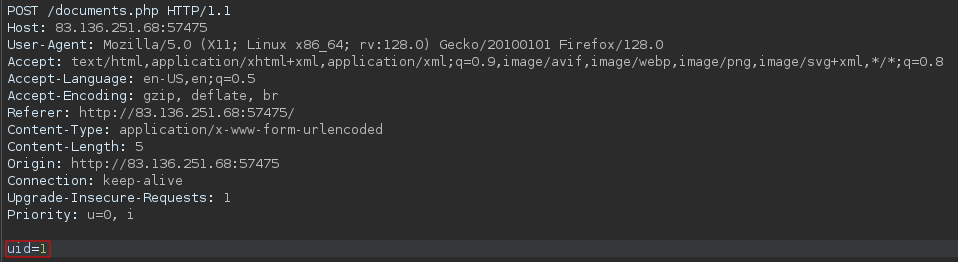 POST /documents.php HTTP/1.1
Host: 83.136.251.68:57475
User-Agent: Mozilla/5.0 (X11; Linux x86_64; rv:128.0) Gecko/20100101 Firefox/128.0
Accept: text/html,application/xhtml+xml,application/xml;q=0.9,image/avif,image/webp,image/png,image/svg+xml,*/*;q=0.8
Accept-Language: en-US,en;q=0.5
Accept-Encoding: gzip, deflate, br
Referer: http://83.136.251.68:57475/
Content-Type: application/x-www-form-urlencoded
Content-Length: 5
Origin: http://83.136.251.68:57475
Connection: keep-alive
Upgrade-Insecure-Requests: 1
Priority: u=0, i
uid=1